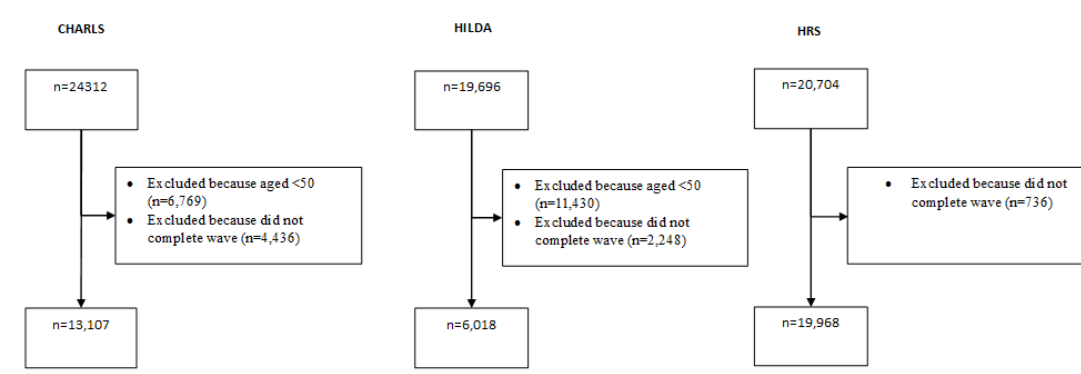 CHARLS
n=24312
• Excluded because aged <50
(n=6,769)
• Excluded because did not
complete wave (n=4,436)
n=13,107
HILDA
n=19,696
• Excluded because aged <50
(n=11,430)
• Excluded because did not
complete wave (n=2,248)
n=6,018
HRS
n=20,704
• Excluded because did not
complete wave (n=736)
n=19,968